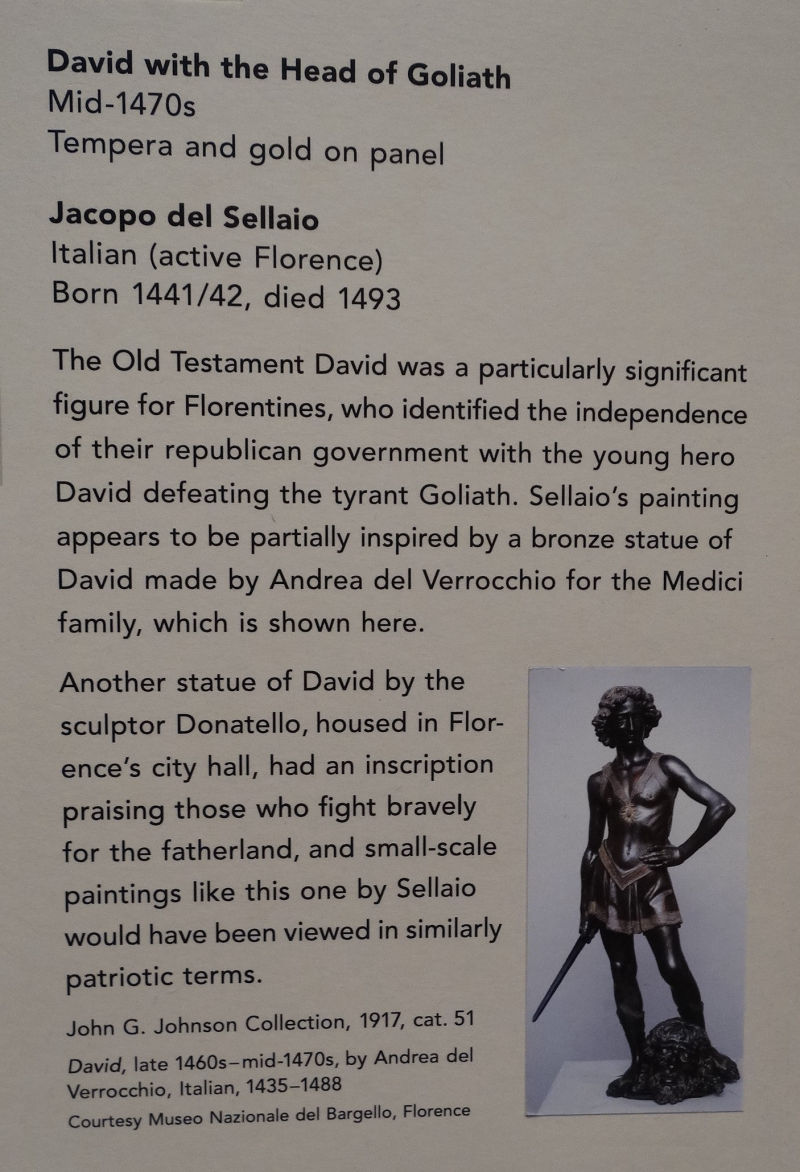 David with the Head of Goliath
Mid-1470s
Tempera and gold on panel
Jacopo del Sellaio
Italian (active Florence)
Born 1441/42, died 1493
The Old Testament David was a particularly significant
figure for Florentines, who identified the independence
of their republican government with the young hero
David defeating the tyrant Goliath. Sellaio's painting
appears to be partially inspired by a bronze statue of
David made by Andrea del Verrocchio for the Medici
family, which is shown here.
Another statue of David by the
sculptor Donatello, housed in Flor-
ence's city hall, had an inscription
praising those who fight bravely
for the fatherland, and small-scale
paintings like this one by Sellaio
would have been viewed in similarly
patriotic terms.
John G. Johnson Collection, 1917, cat. 51
David, late 1460s–mid-1470s, by Andrea del
Verrocchio, Italian, 1435–1488
Courtesy Museo Nazionale del Bargello, Florence